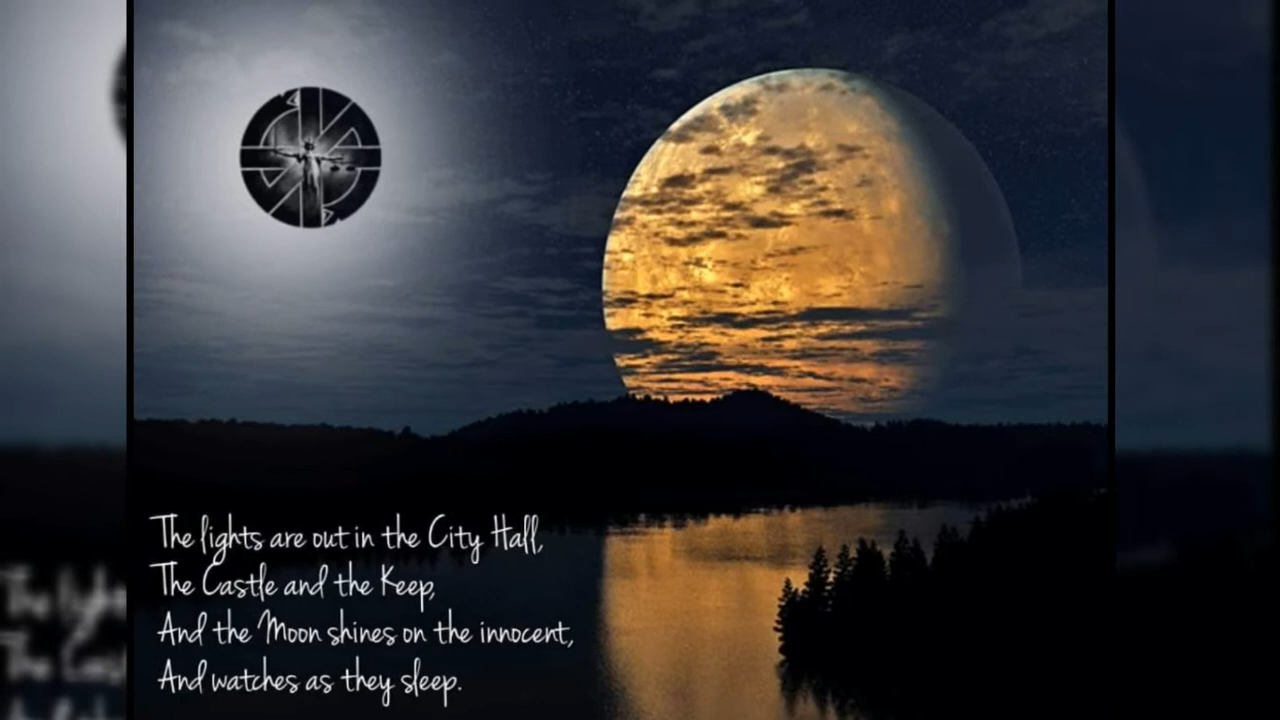 The lights are out in the City Hall,
The Castle and the Keep,
And the Moon shines on the innocent,
And watches as they sleep.